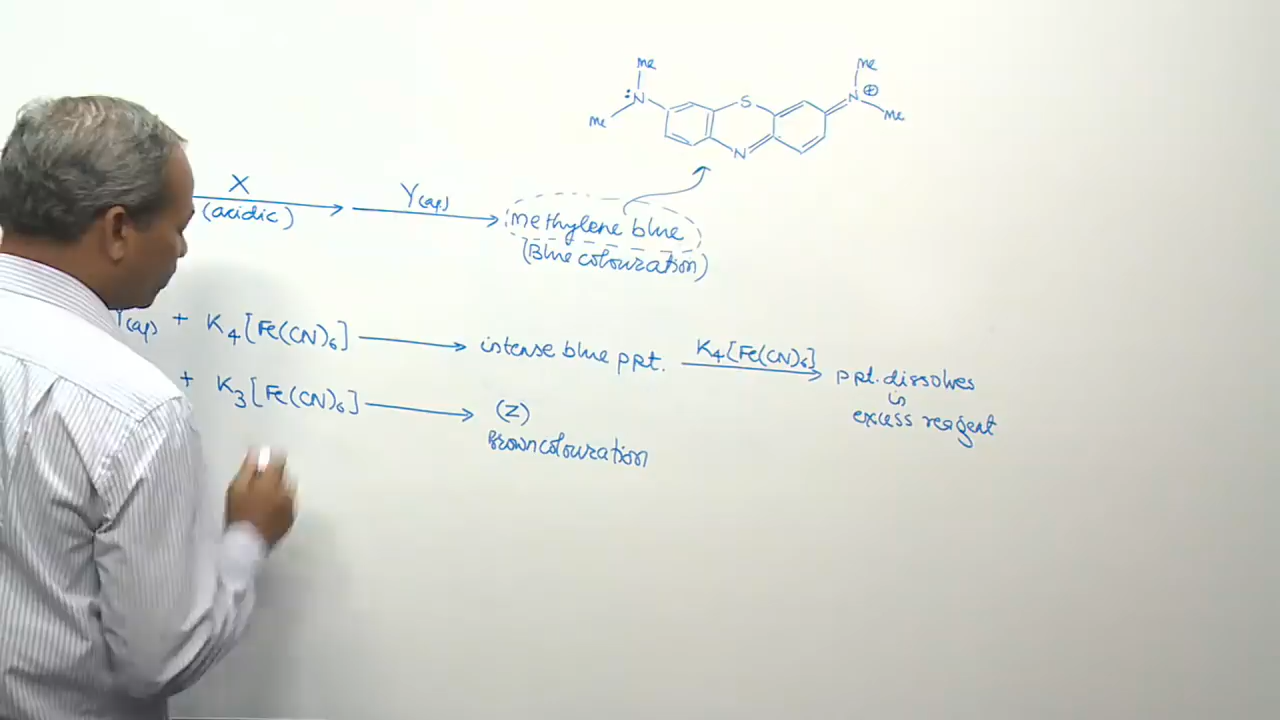 Me Me
:N S N⊕
Me Me
N
X Y(aq)
(acidic) methylene blue
(Blue colouration)
Y(aq) + K4[Fe(CN)6] → intense blue ppt. K4[Fe(CN)6] → ppt. dissolves
in
excess reagent
+ K3[Fe(CN)6] → (Z)
Brown colouration